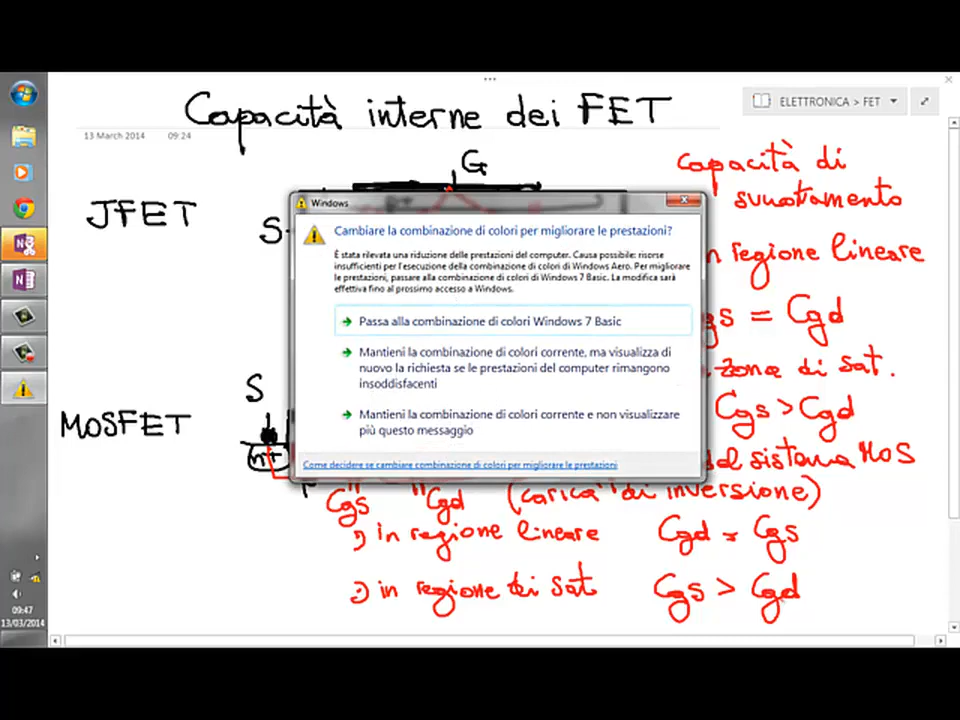 Capacità interne dei FET
ELETTRONICA > FET
13 March 2014 09:24
G
capacità di
svuotamento
JFET
S
in regione lineare
Cgs = Cgd
zona di sat.
Cgs > Cgd
Windows
Cambiare la combinazione di colori per migliorare le prestazioni?
È stata rilevata una riduzione delle prestazioni del computer. Causa possibile: risorse
insufficienti per l'esecuzione della combinazione di colori di Windows Aero. Per migliorare
le prestazioni, passare alla combinazione di colori di Windows 7 Basic. La modifica sarà
effettiva fino al prossimo accesso a Windows.
Passa alla combinazione di colori Windows 7 Basic
Mantieni la combinazione di colori corrente, ma visualizza di
nuovo la richiesta se le prestazioni del computer rimangono
insoddisfacenti
Mantieni la combinazione di colori corrente e non visualizzare
più questo messaggio
Come decidere se cambiare combinazione di colori per migliorare le prestazioni
S
MOSFET
n+
del sistema MOS
Cgs Cgd (carica di inversione)
in regione lineare Cgd = Cgs
in regione di sat Cgs > Cgd
09:47
13/03/2014